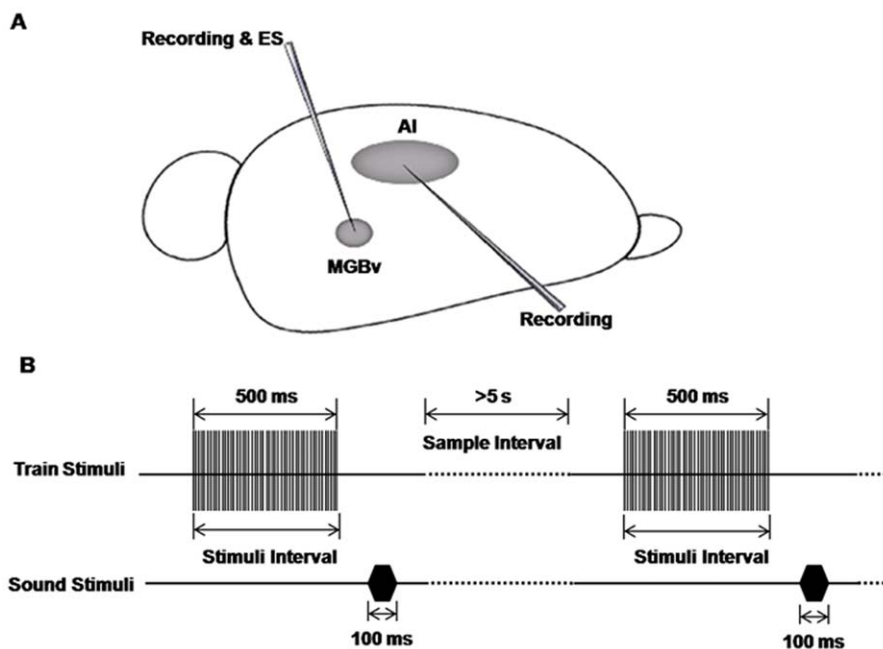 A
Recording & ES
AI
MGBv
Recording
B
500 ms
>5 s
500 ms
Sample Interval
Train Stimuli
Stimuli Interval
Stimuli Interval
Sound Stimuli
100 ms
100 ms